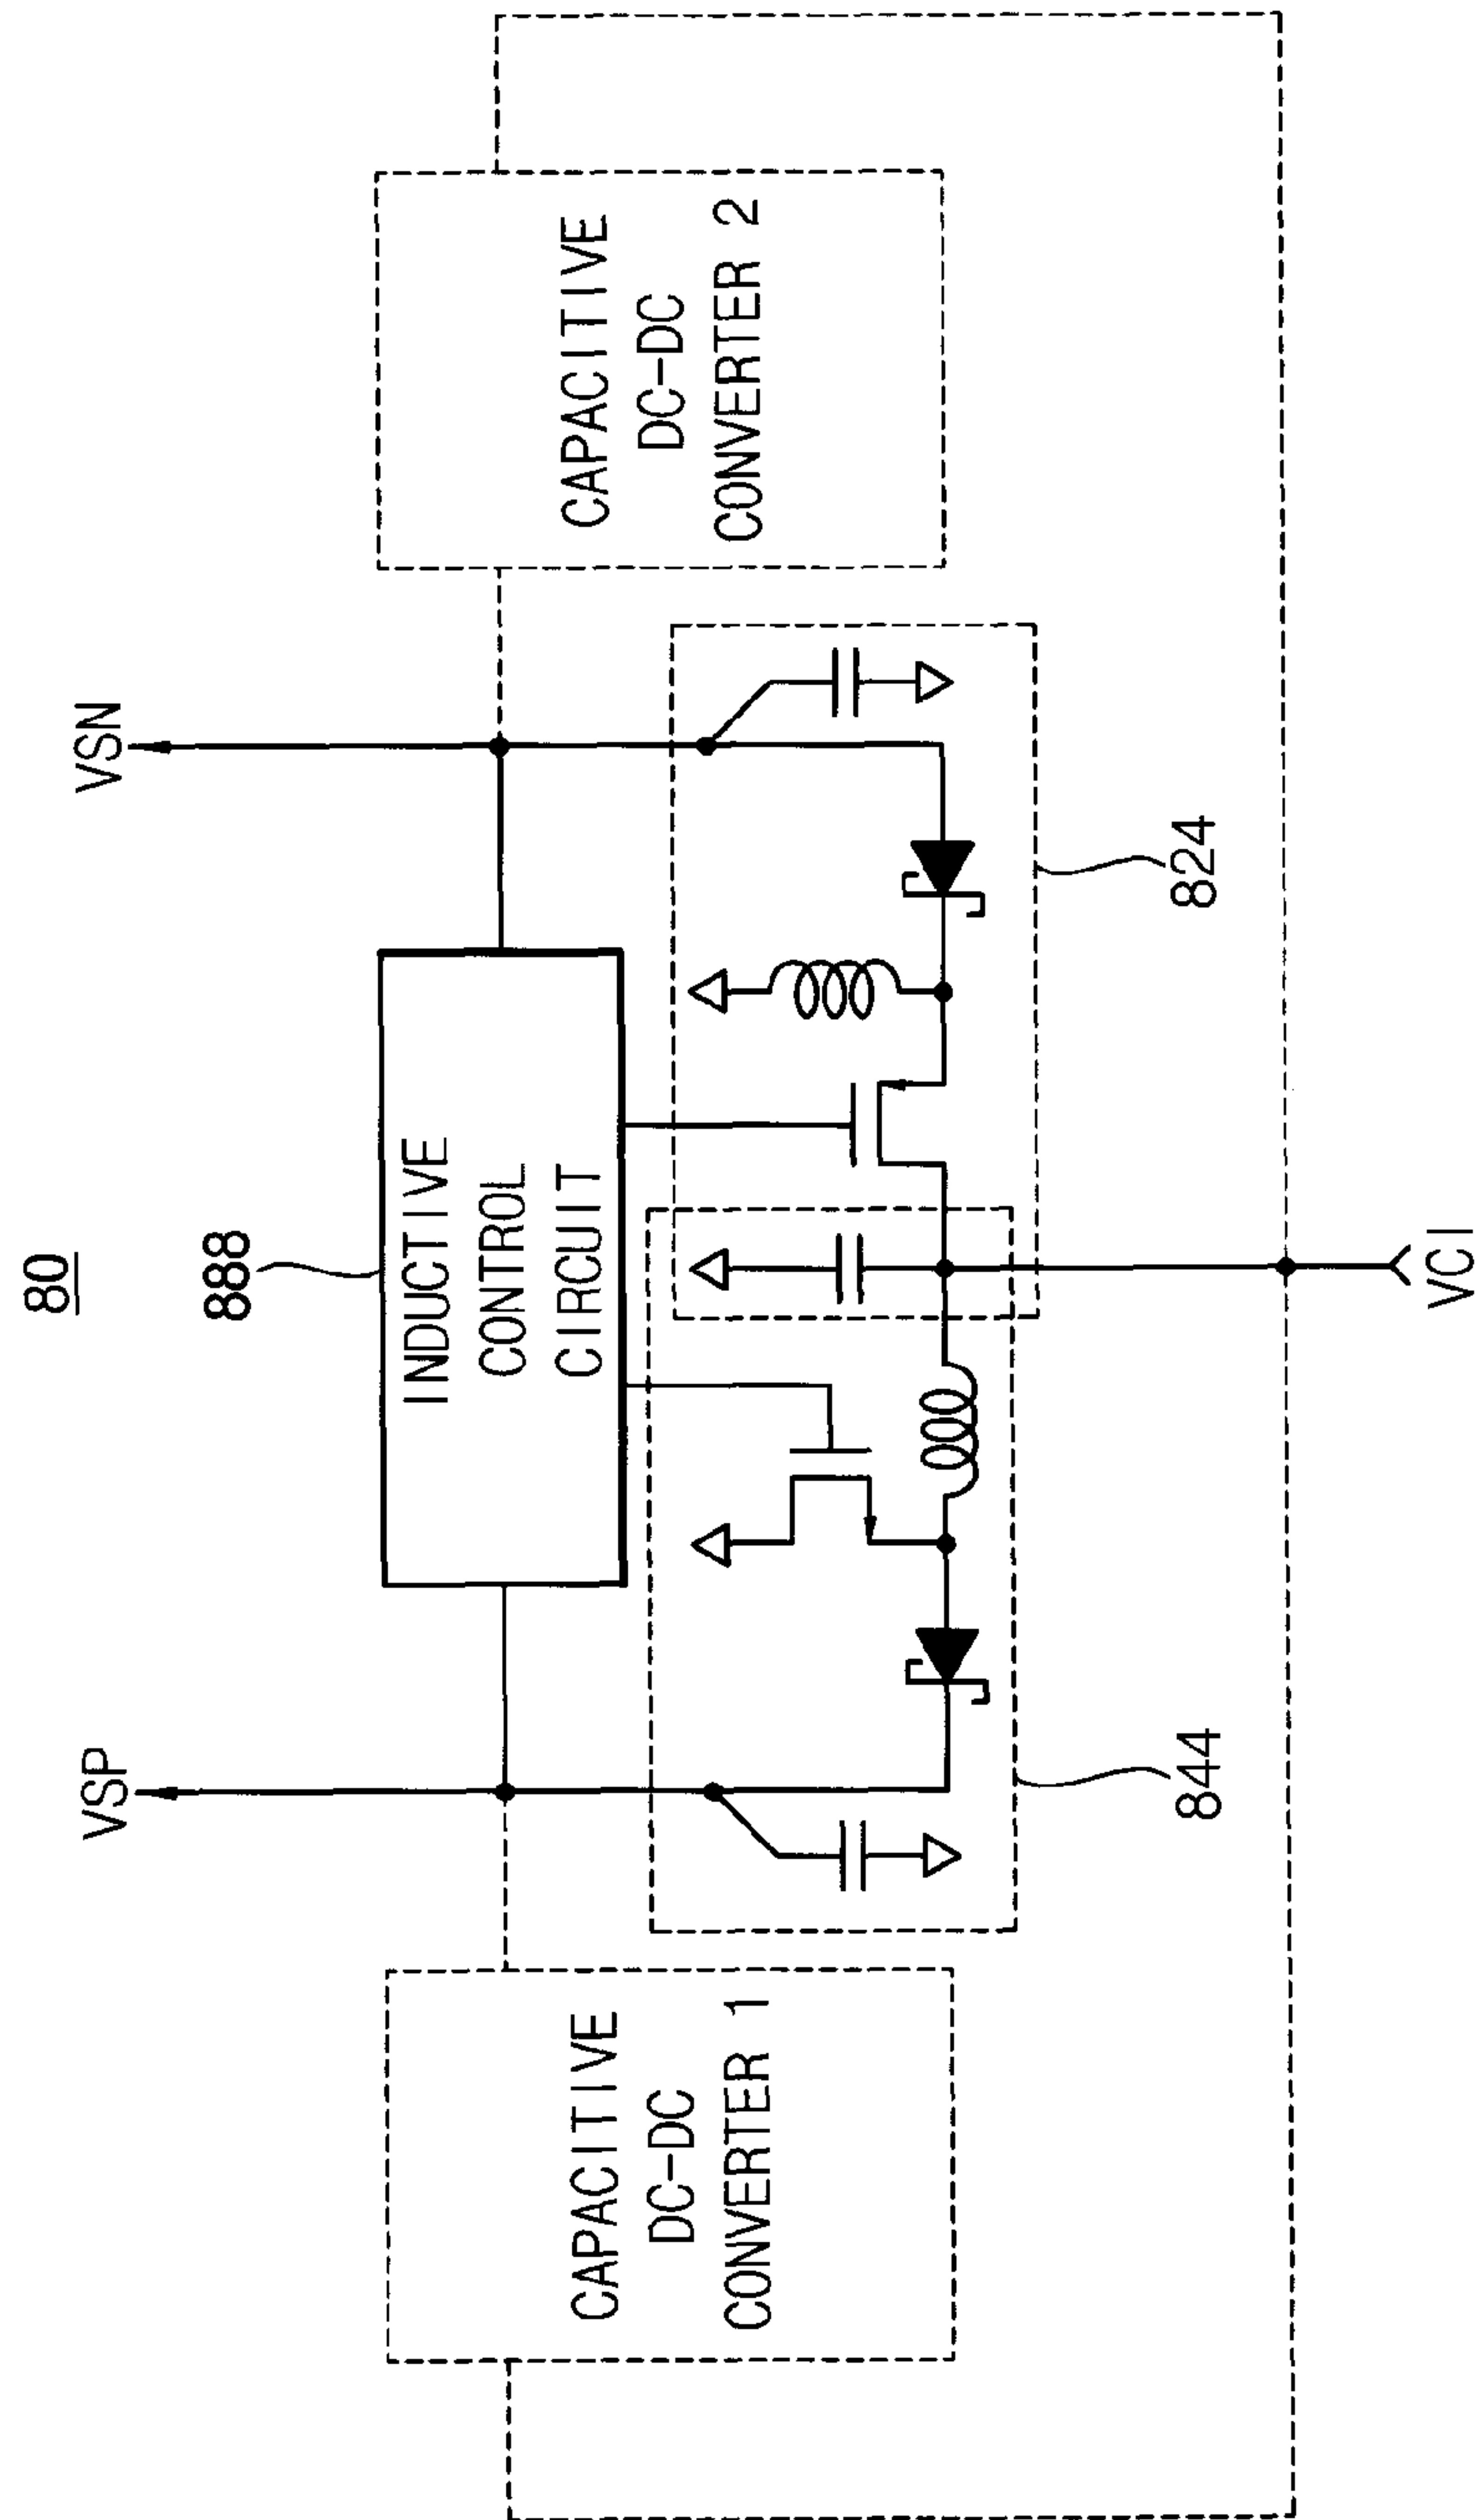 80
VSP
VSN
888
CAPACITIVE
DC-DC
CONVERTER 1
INDUCTIVE
CONTROL
CIRCUIT
CAPACITIVE
DC-DC
CONVERTER 2
844
824
VCI